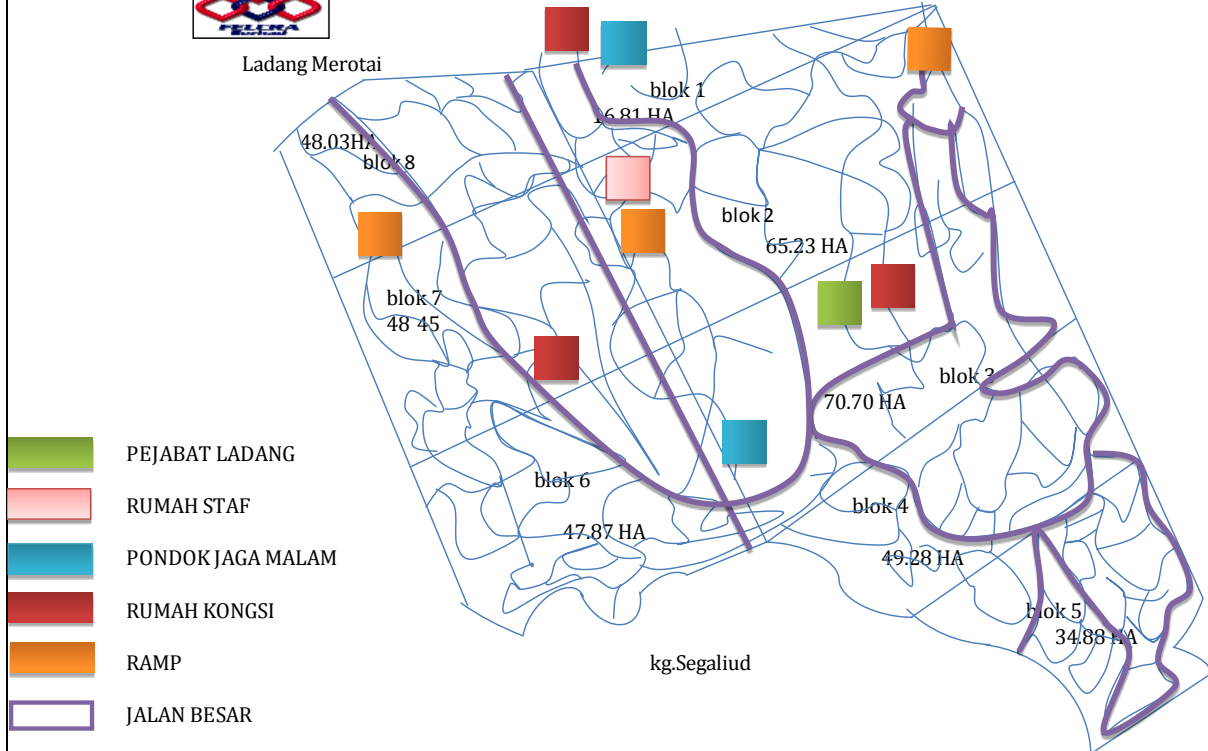 FELCRA
Berhad
Ladang Merotai
blok 1
16.81 HA
48.03HA
blok 8
blok 2
65.23 HA
blok 7
48 45
blok 3
70.70 HA
blok 6
47.87 HA
blok 4
49.28 HA
blok 5
34.88 HA
kg.Segaliud
PEJABAT LADANG
RUMAH STAF
PONDOK JAGA MALAM
RUMAH KONGSI
RAMP
JALAN BESAR